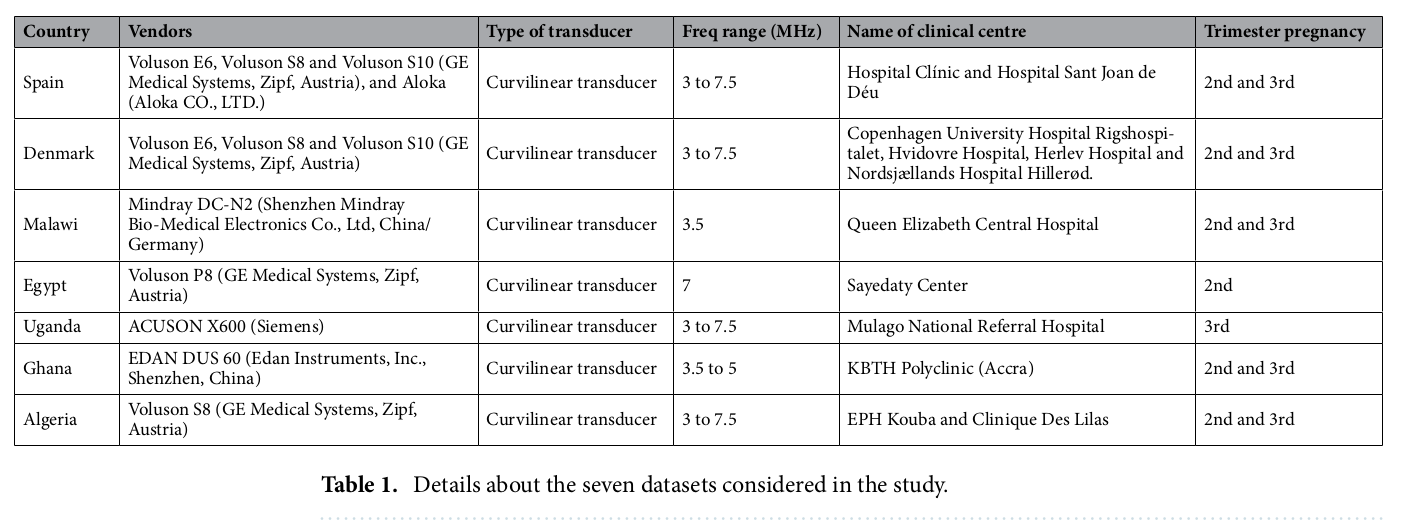 Country Vendors Type of transducer Freq range (MHz) Name of clinical centre Trimester pregnancy
Spain
Voluson E6, Voluson S8 and Voluson S10 (GE
Medical Systems, Zipf, Austria), and Aloka
(Aloka CO., LTD.)
Curvilinear transducer
3 to 7.5
Hospital Clínic and Hospital Sant Joan de
Déu
2nd and 3rd
Denmark
Voluson E6, Voluson S8 and Voluson S10 (GE
Medical Systems, Zipf, Austria)
Curvilinear transducer
3 to 7.5
Copenhagen University Hospital Rigshospi-
talet, Hvidovre Hospital, Herlev Hospital and
Nordsjællands Hospital Hillerød.
2nd and 3rd
Malawi
Mindray DC-N2 (Shenzhen Mindray
Bio-Medical Electronics Co., Ltd, China/
Germany)
Curvilinear transducer
3.5
Queen Elizabeth Central Hospital
2nd and 3rd
Egypt
Voluson P8 (GE Medical Systems, Zipf,
Austria)
Curvilinear transducer
7
Sayedaty Center
2nd
Uganda
ACUSON X600 (Siemens)
Curvilinear transducer
3 to 7.5
Mulago National Referral Hospital
3rd
Ghana
EDAN DUS 60 (Edan Instruments, Inc.,
Shenzhen, China)
Curvilinear transducer
3.5 to 5
KBTH Polyclinic (Accra)
2nd and 3rd
Algeria
Voluson S8 (GE Medical Systems, Zipf,
Austria)
Curvilinear transducer
3 to 7.5
EPH Kouba and Clinique Des Lilas
2nd and 3rd
Table 1. Details about the seven datasets considered in the study.